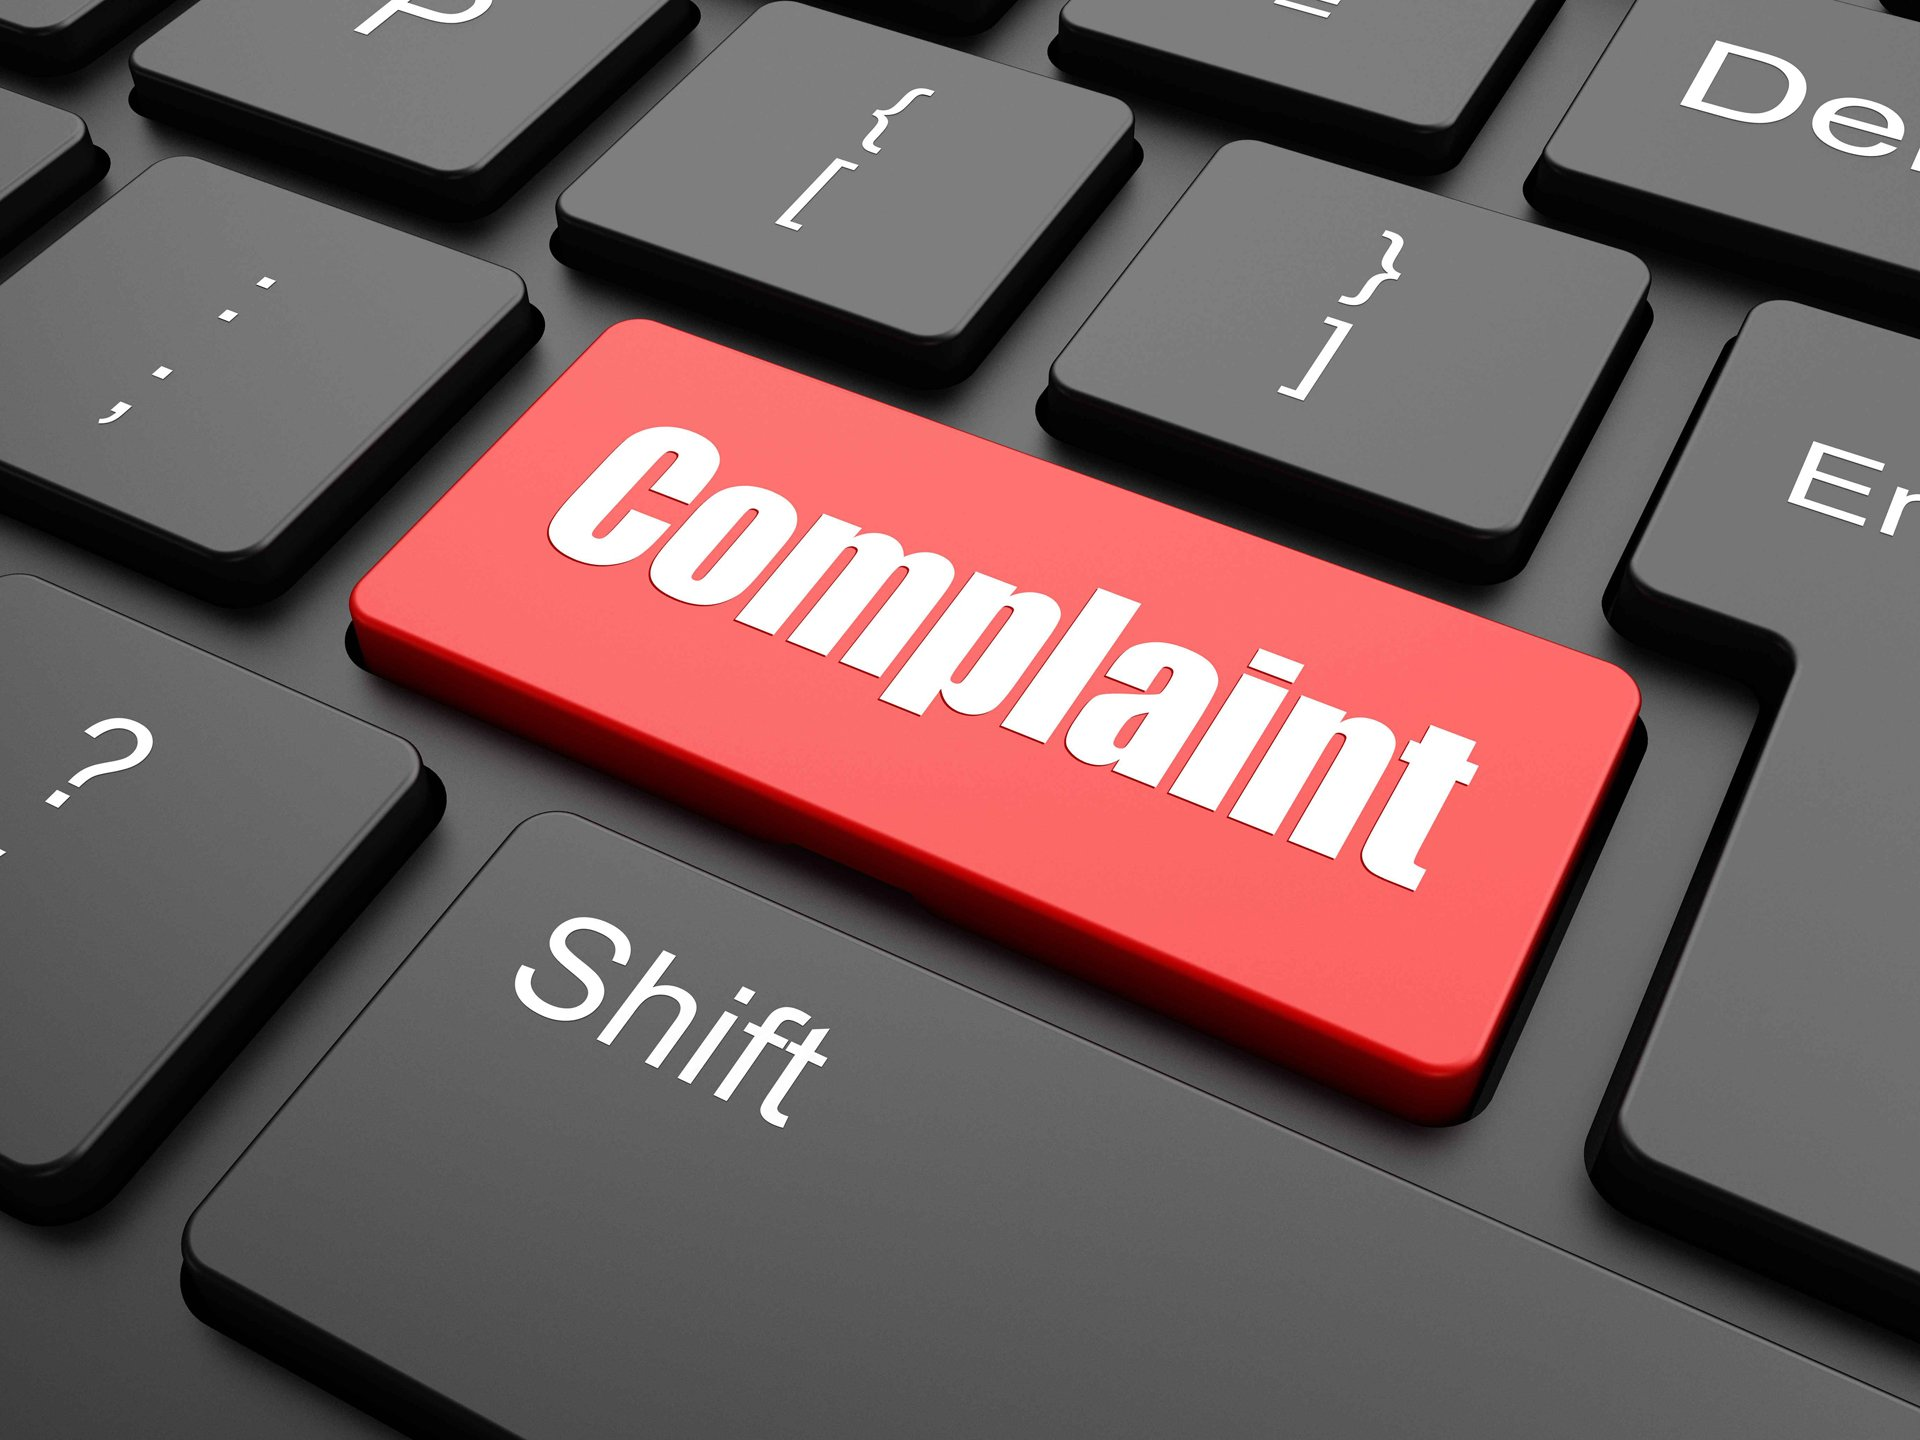 P
=
{
[
}
]
:
;
Complaint
?
Shift